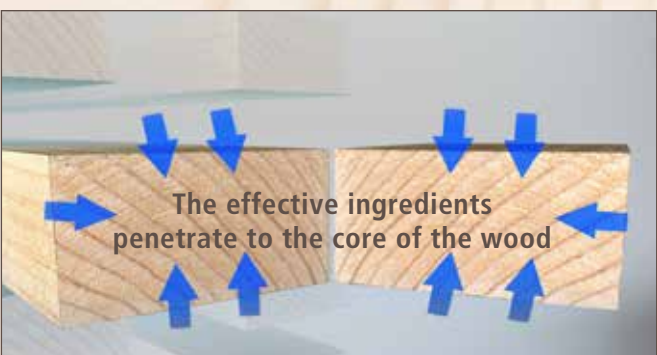 The effective ingredients
penetrate to the core of the wood